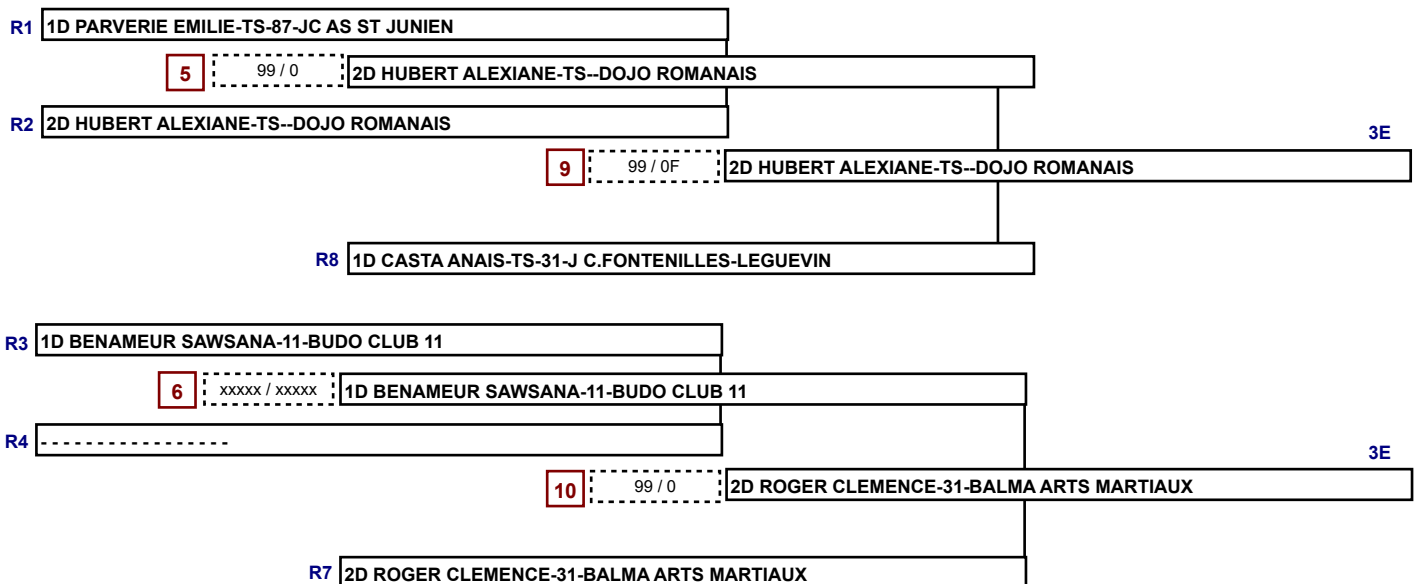 R1 1D PARVERIE EMILIE-TS-87-JC AS ST JUNIEN
5 99 / 0 2D HUBERT ALEXIANE-TS--DOJO ROMANAIS
R2 2D HUBERT ALEXIANE-TS--DOJO ROMANAIS
3E
9 99 / 0F 2D HUBERT ALEXIANE-TS--DOJO ROMANAIS
R8 1D CASTA ANAIS-TS-31-J C.FONTENILLES-LEGUEVIN
R3 1D BENAMEUR SAWSANA-11-BUDO CLUB 11
6 xxxxx / xxxxx 1D BENAMEUR SAWSANA-11-BUDO CLUB 11
R4 - - - - - - - - - - - - - - - - -
3E
10 99 / 0 2D ROGER CLEMENCE-31-BALMA ARTS MARTIAUX
R7 2D ROGER CLEMENCE-31-BALMA ARTS MARTIAUX